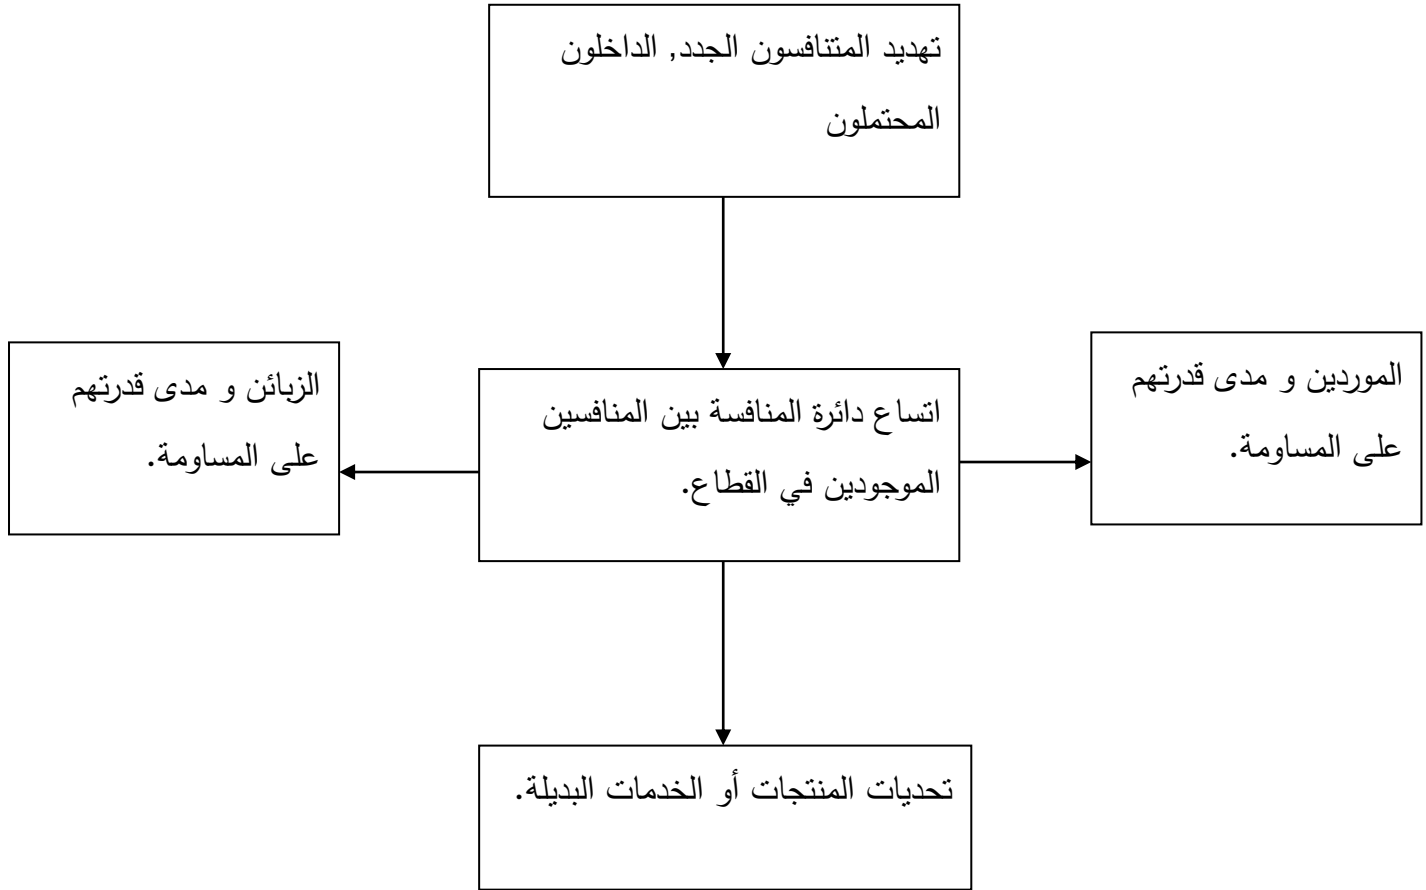 تهديد المتنافسون الجدد, الداخلون
المحتملون
الموردين و مدى قدرتهم
على المساومة.
اتساع دائرة المنافسة بين المنافسين
الموجودين في القطاع.
الزبائن و مدى قدرتهم
على المساومة.
تحديات المنتجات أو الخدمات البديلة.